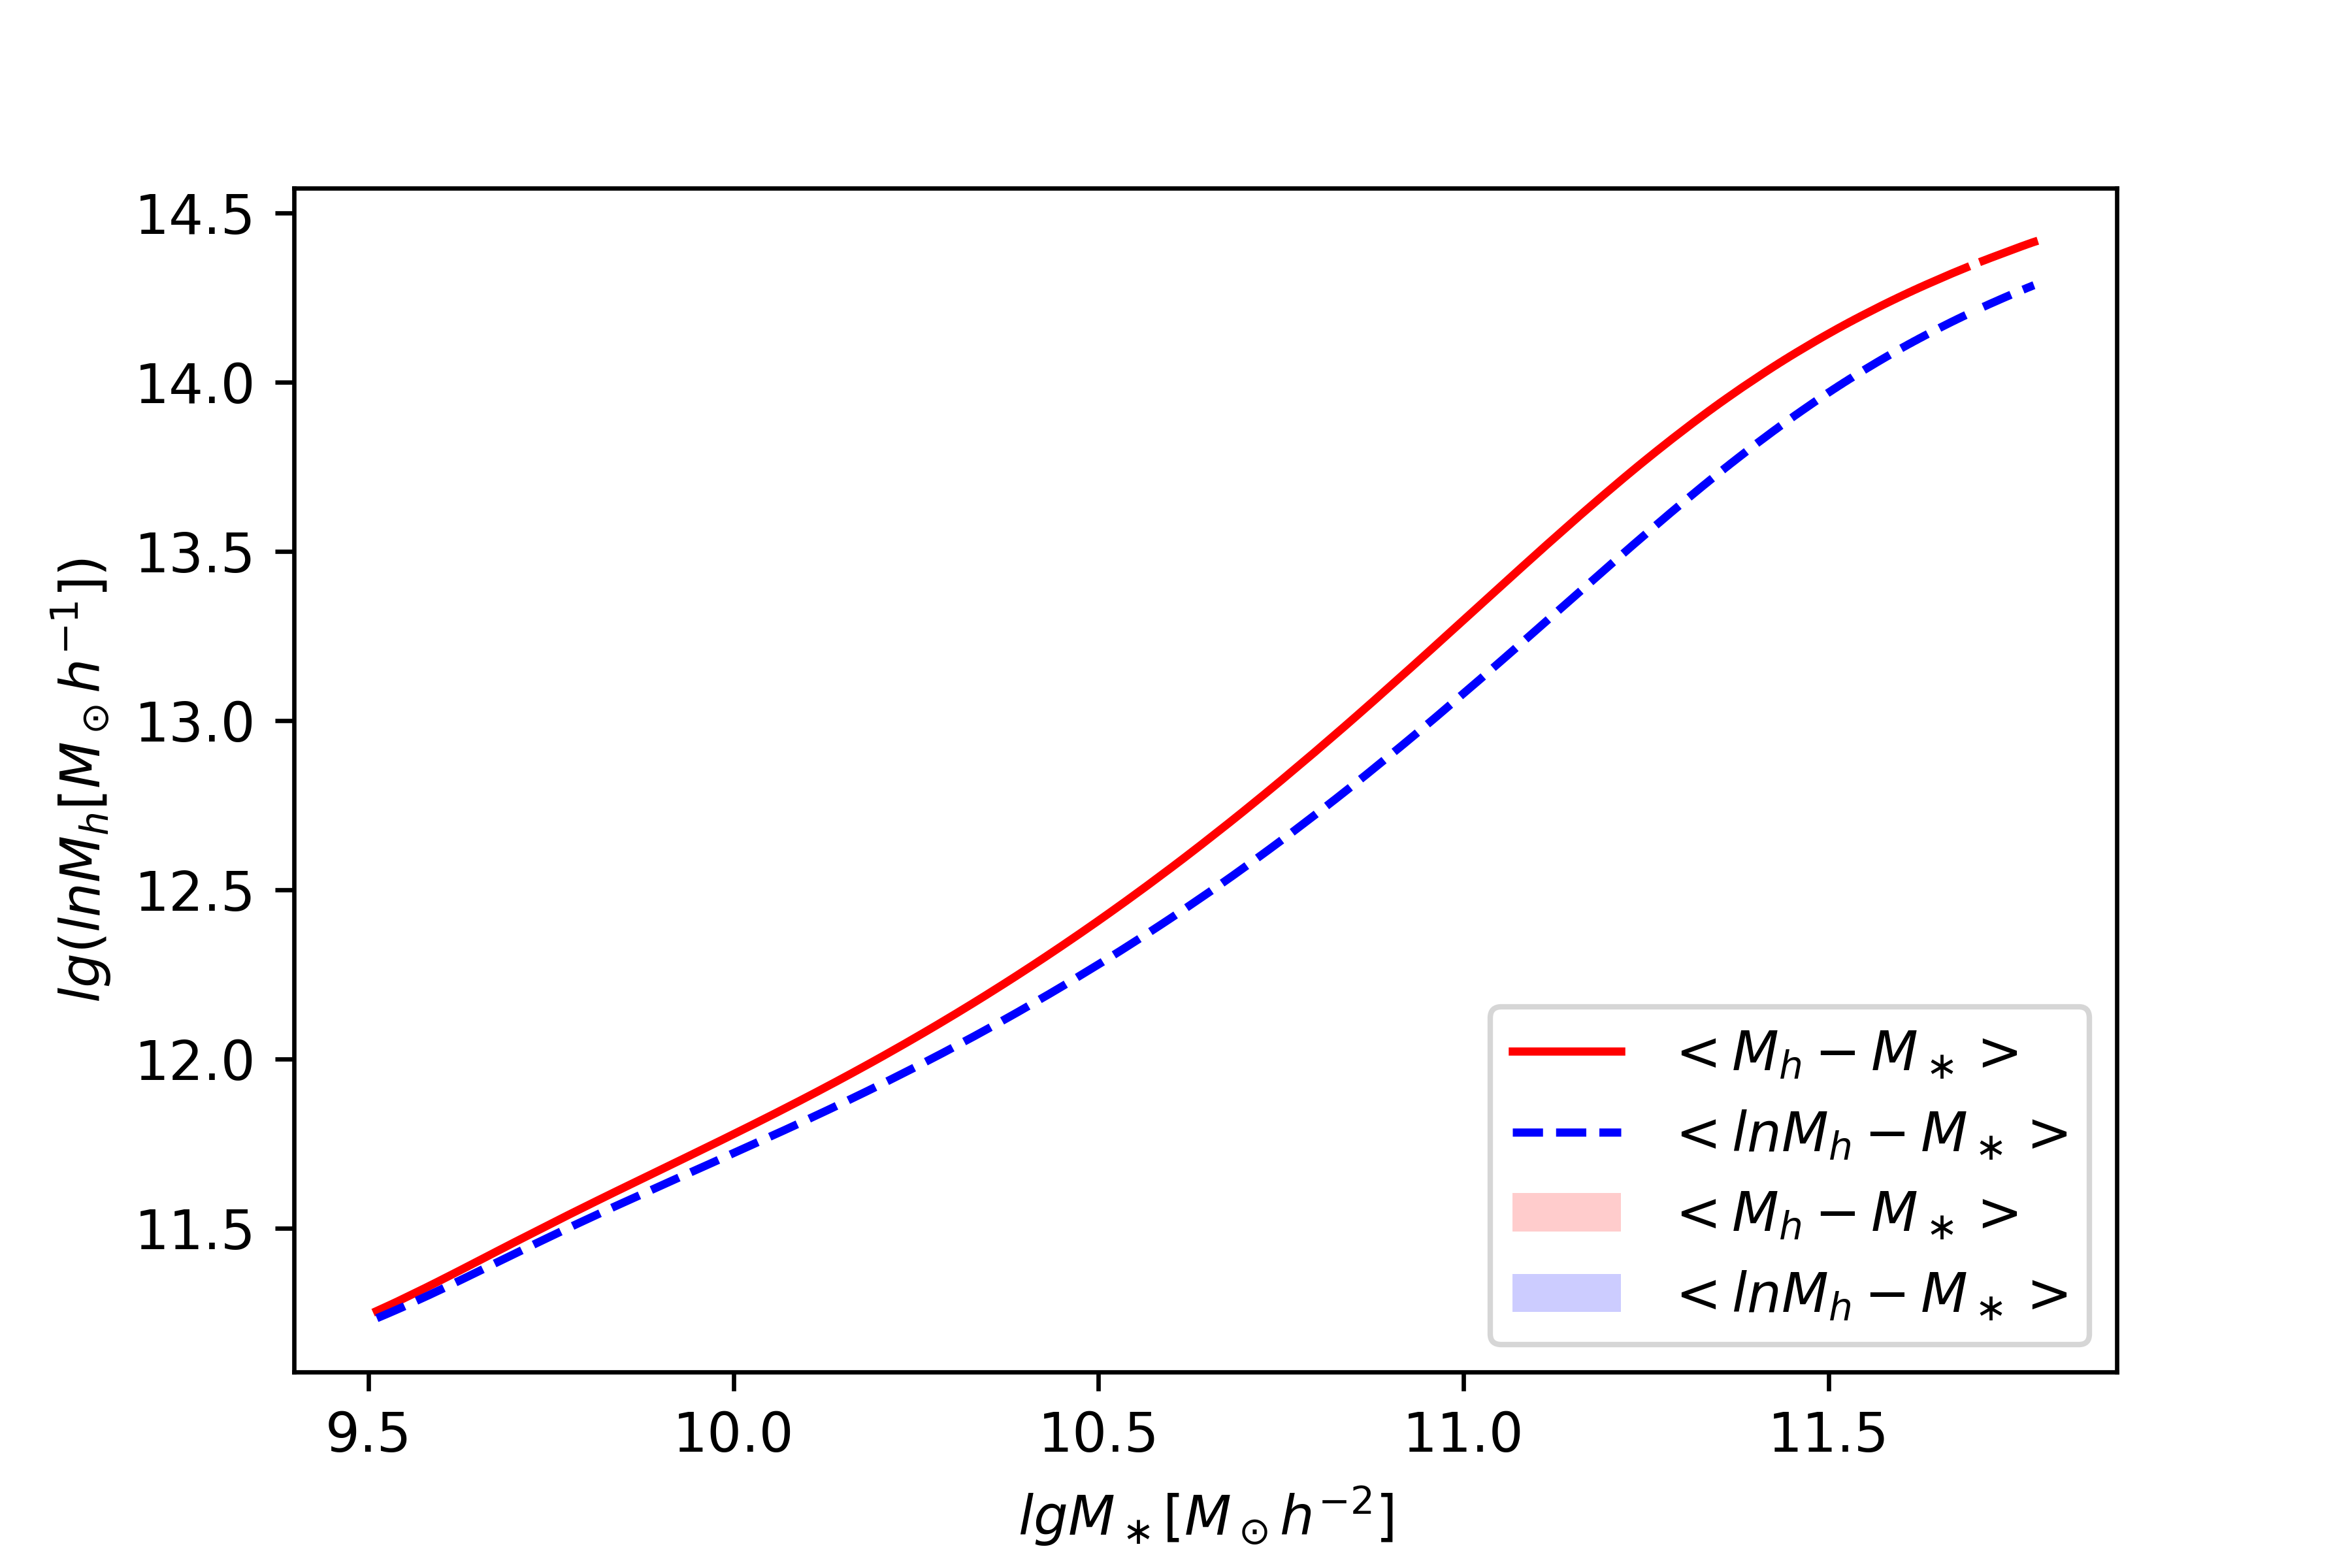 14.5
14.0
13.5
13.0
12.5
12.0
11.5
lg(lnM_h[M_⊙h^{-1}])
<M_h−M_*>
<lnM_h−M_*>
<M_h−M_*>
<lnM_h−M_*>
9.5 10.0 10.5 11.0 11.5
lgM_*[M_⊙h^{-2}]